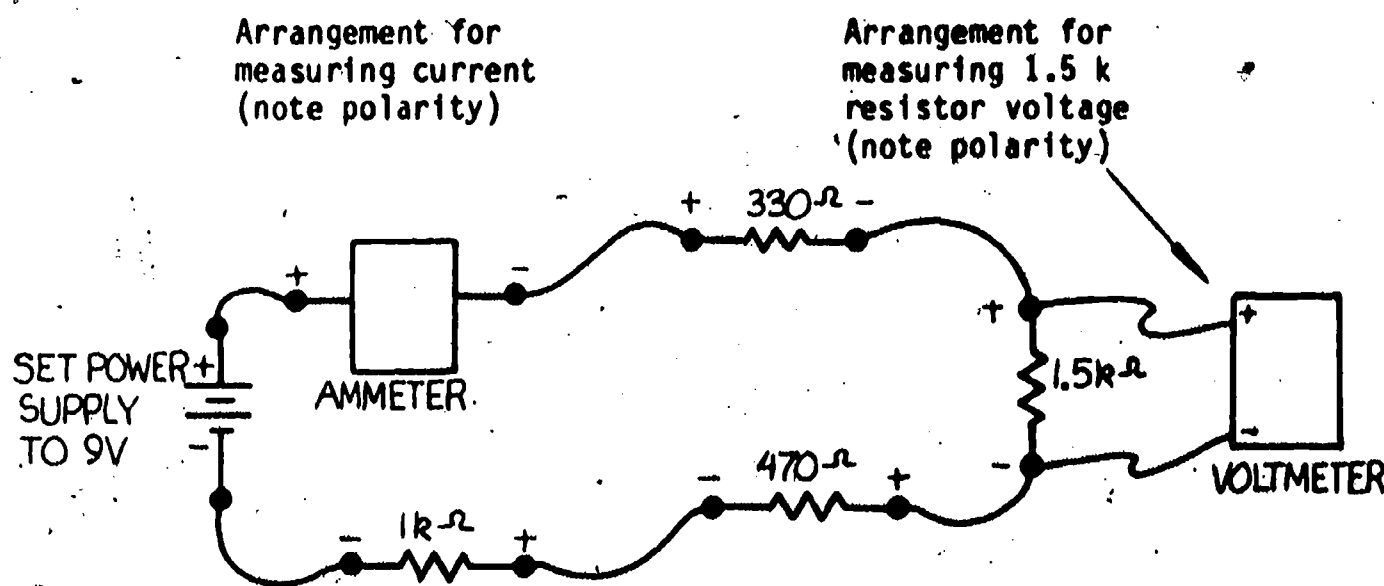 Arrangement for
measuring current
(note polarity)
Arrangement for
measuring 1.5 k
resistor voltage
(note polarity)
+ 330Ω -
+ -
+ +
SET POWER +
SUPPLY
TO 9V -
AMMETER
1.5kΩ
-
VOLTMETER
- 470Ω +
-
- 1kΩ +